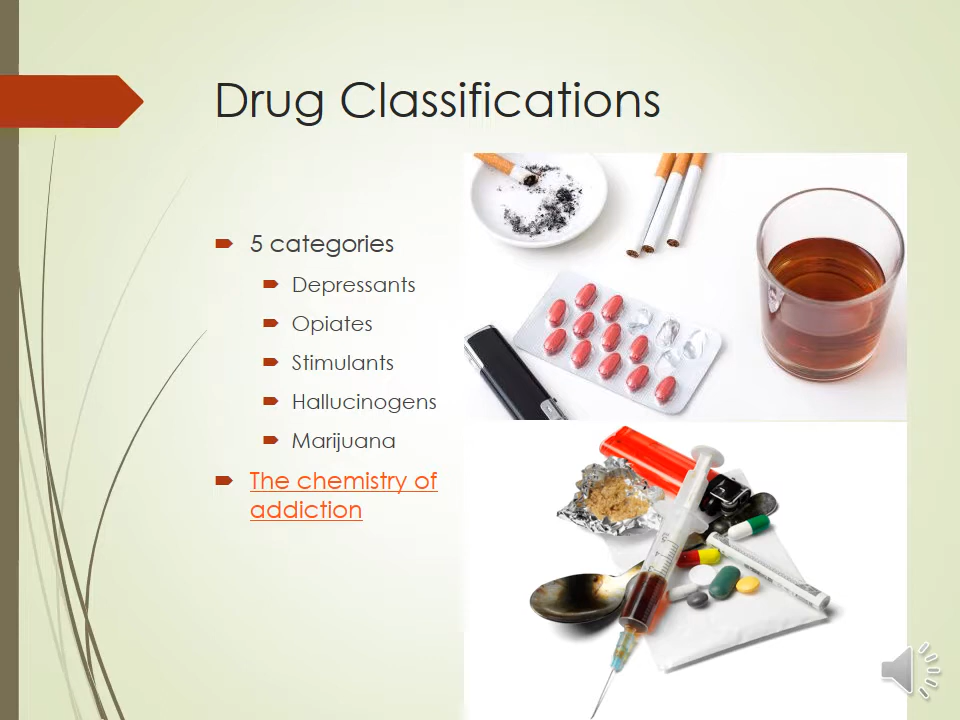 Drug Classifications
5 categories
Depressants
Opiates
Stimulants
Hallucinogens
Marijuana
The chemistry of
addiction